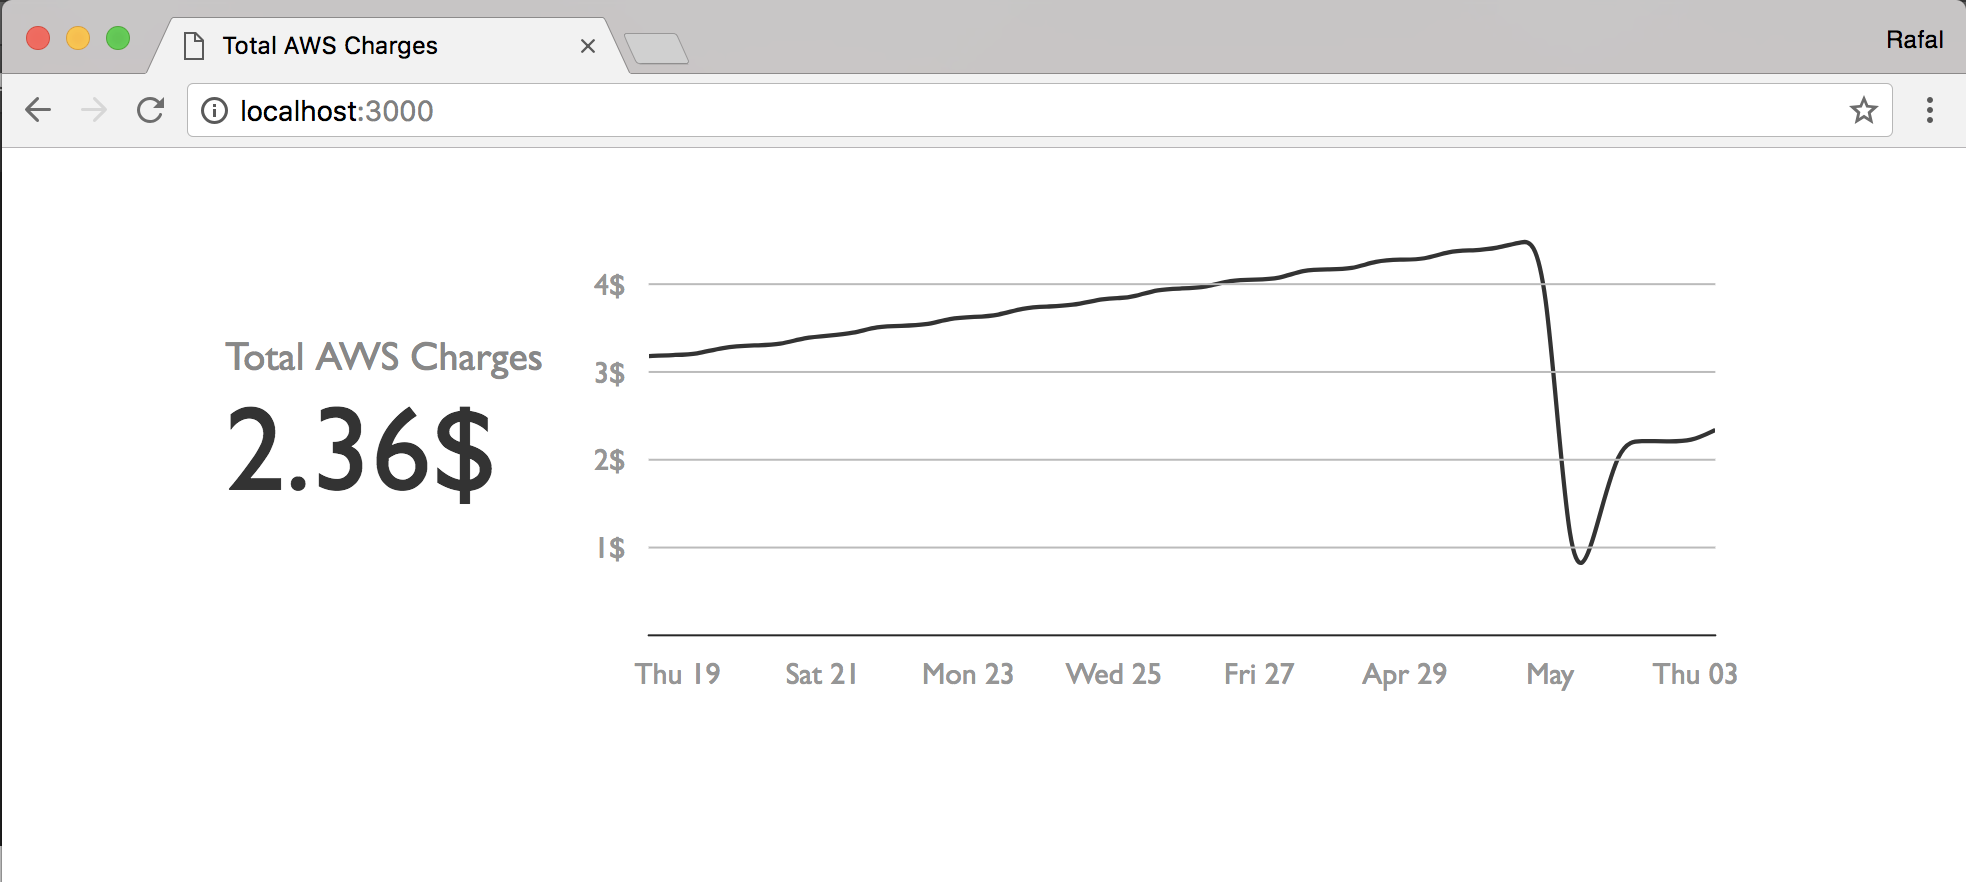 Total AWS Charges
Rafal
localhost:3000
Total AWS Charges
2.36$
4$
3$
2$
1$
Thu 19 Sat 21 Mon 23 Wed 25 Fri 27 Apr 29 May Thu 03